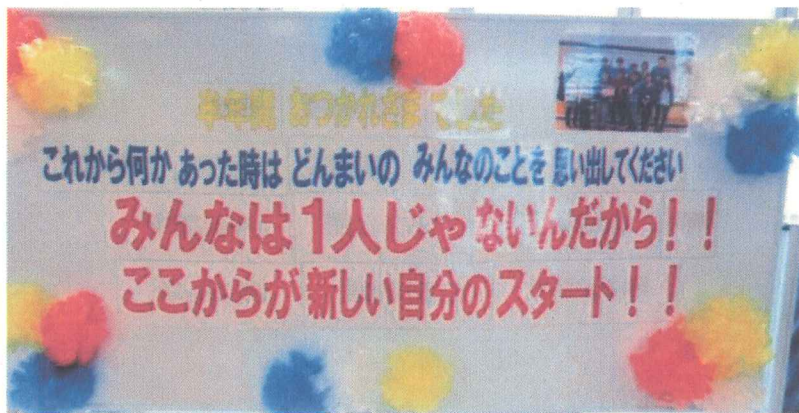 半年間 おつかれさま でした
これから何か あった時は どんまいの みんなのことを 思い出してください
みんなは1人じゃ ないんだから！！
ここからが 新しい自分のスタート！！